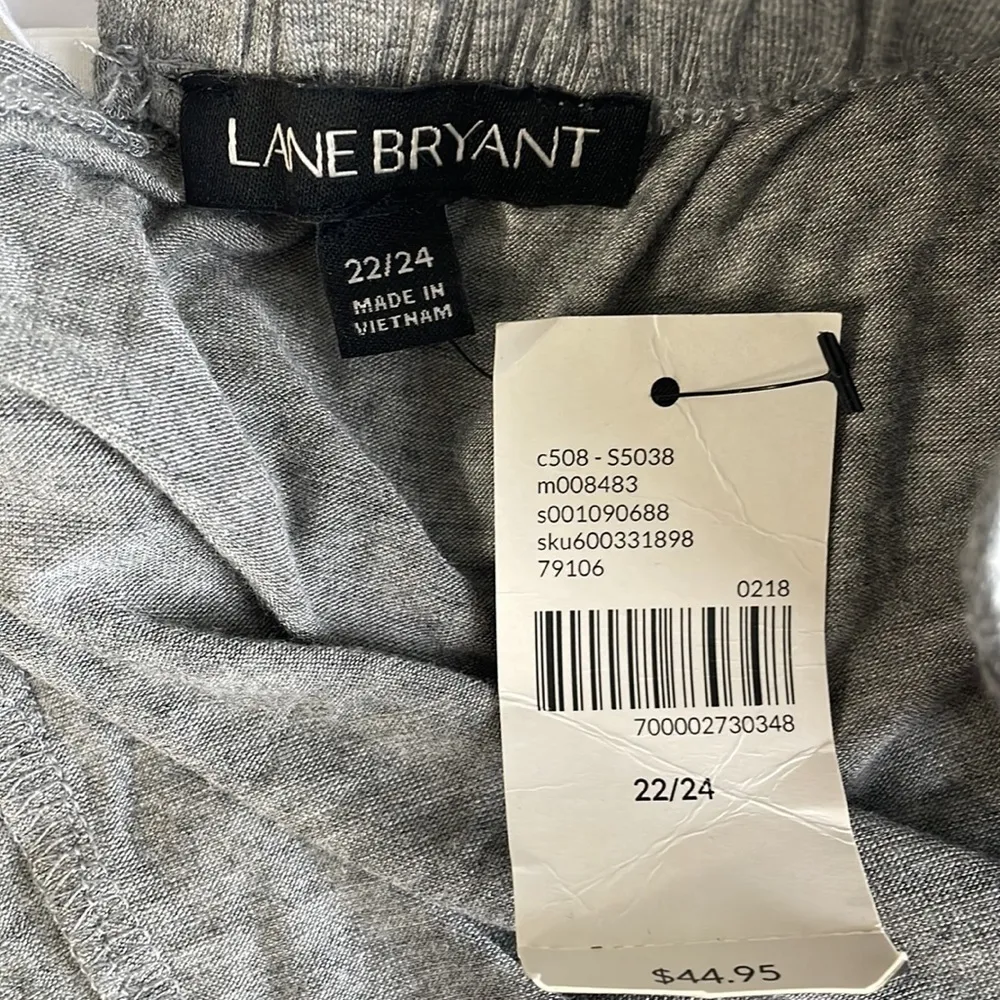 LANE BRYANT
22/24
MADE IN
VIETNAM
c508 - S5038
m008483
s001090688
sku600331898
79106
0218
700002730348
22/24
$44.95